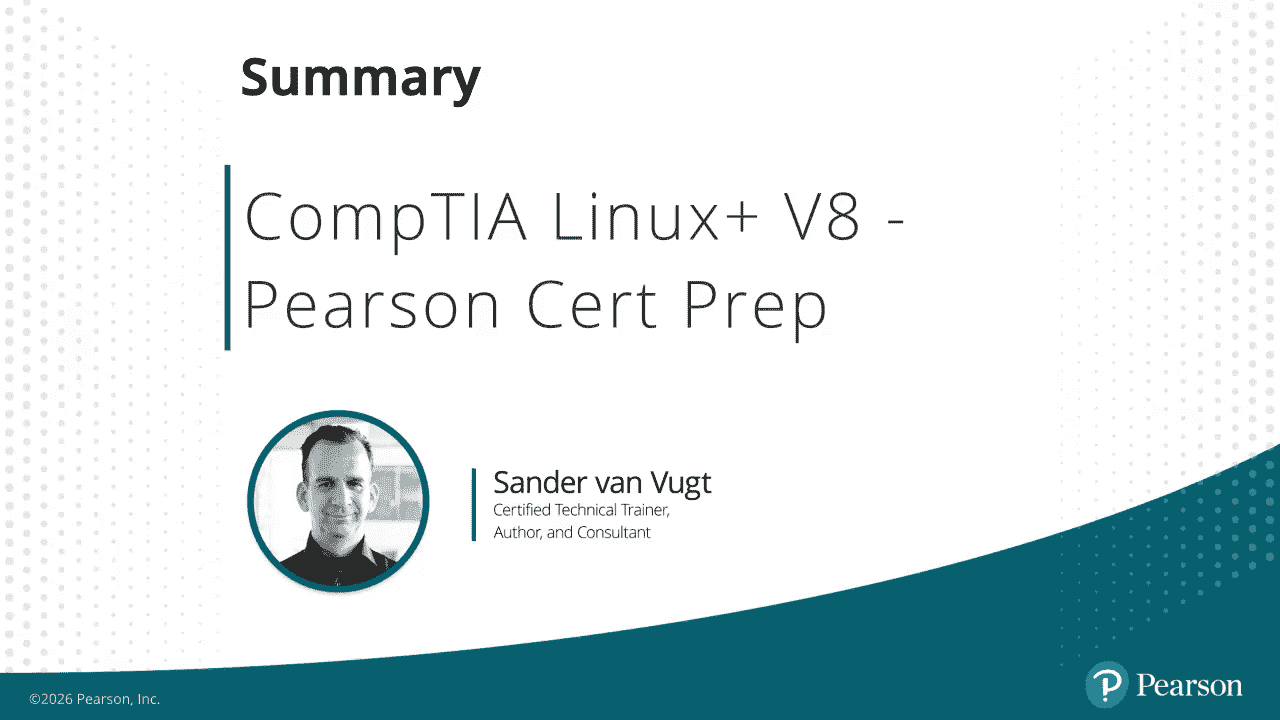 Summary
CompTIA Linux+ V8 -
Pearson Cert Prep
Sander van Vugt
Certified Technical Trainer,
Author, and Consultant
©2026 Pearson, Inc.
Pearson